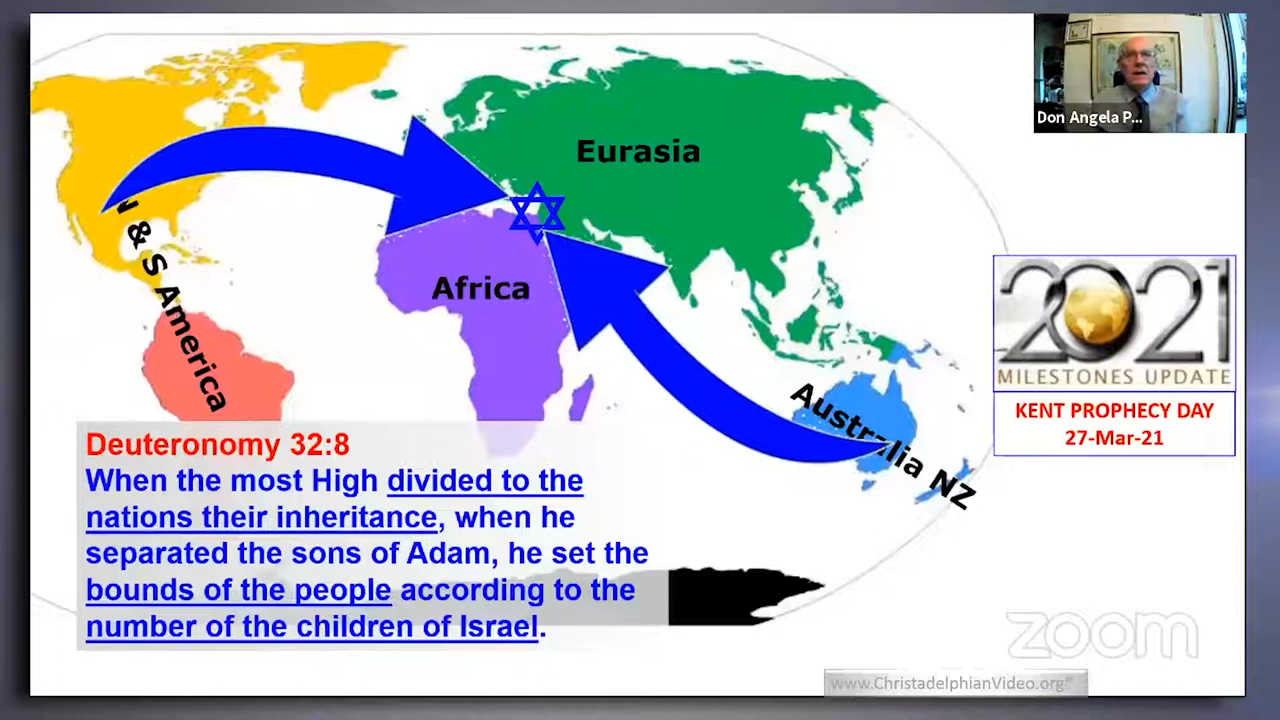 Don Angela P...
Eurasia
Africa
N & S America
Australia NZ
2021
MILESTONES UPDATE
KENT PROPHECY DAY
27-Mar-21
Deuteronomy 32:8
When the most High divided to the
nations their inheritance, when he
separated the sons of Adam, he set the
bounds of the people according to the
number of the children of Israel.
zoom
www.ChristadelphianVideo.org